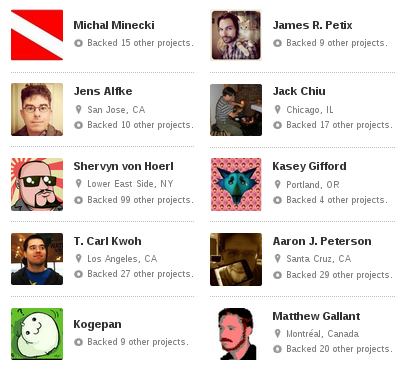 Michal Minecki
Backed 15 other projects.
James R. Petix
Backed 9 other projects.
Jens Alfke
San Jose, CA
Backed 10 other projects.
Jack Chiu
Chicago, IL
Backed 17 other projects.
Shervyn von Hoerl
Lower East Side, NY
Backed 99 other projects.
Kasey Gifford
Portland, OR
Backed 4 other projects.
T. Carl Kwoh
Los Angeles, CA
Backed 27 other projects.
Aaron J. Peterson
Santa Cruz, CA
Backed 29 other projects.
Kogepan
Backed 9 other projects.
Matthew Gallant
Montréal, Canada
Backed 20 other projects.